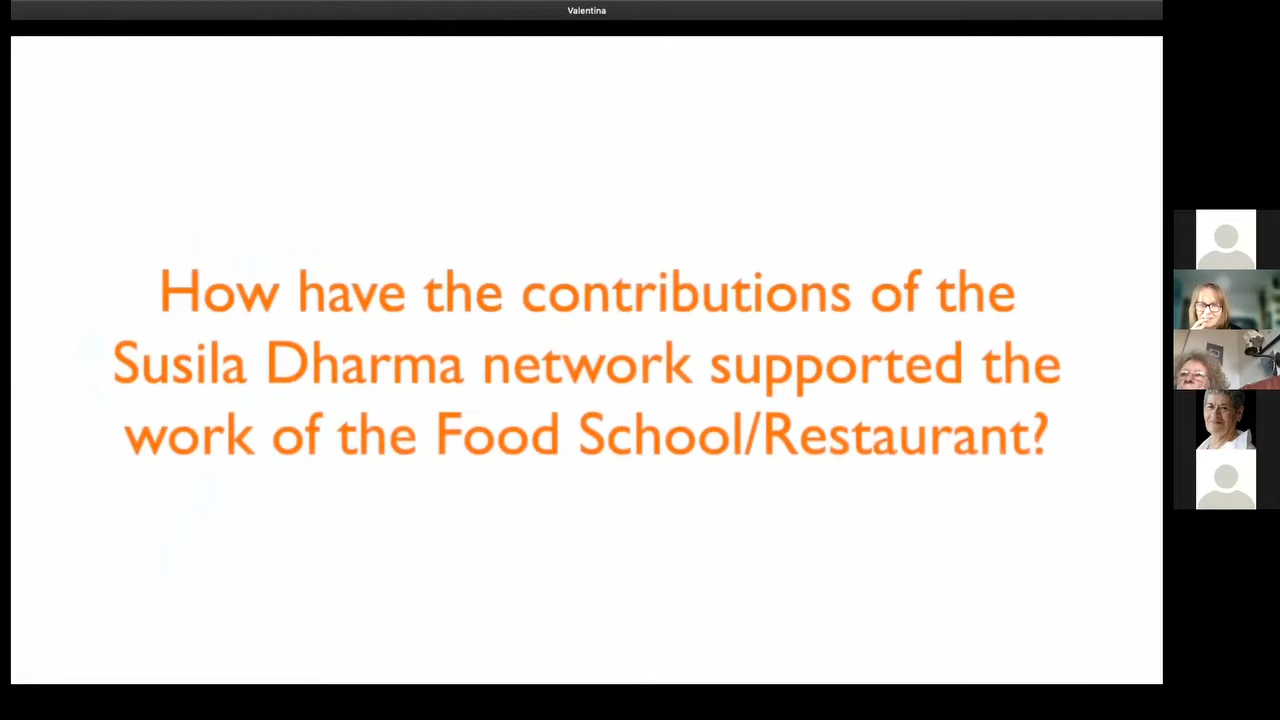 Valentina
How have the contributions of the
Susila Dharma network supported the
work of the Food School/Restaurant?